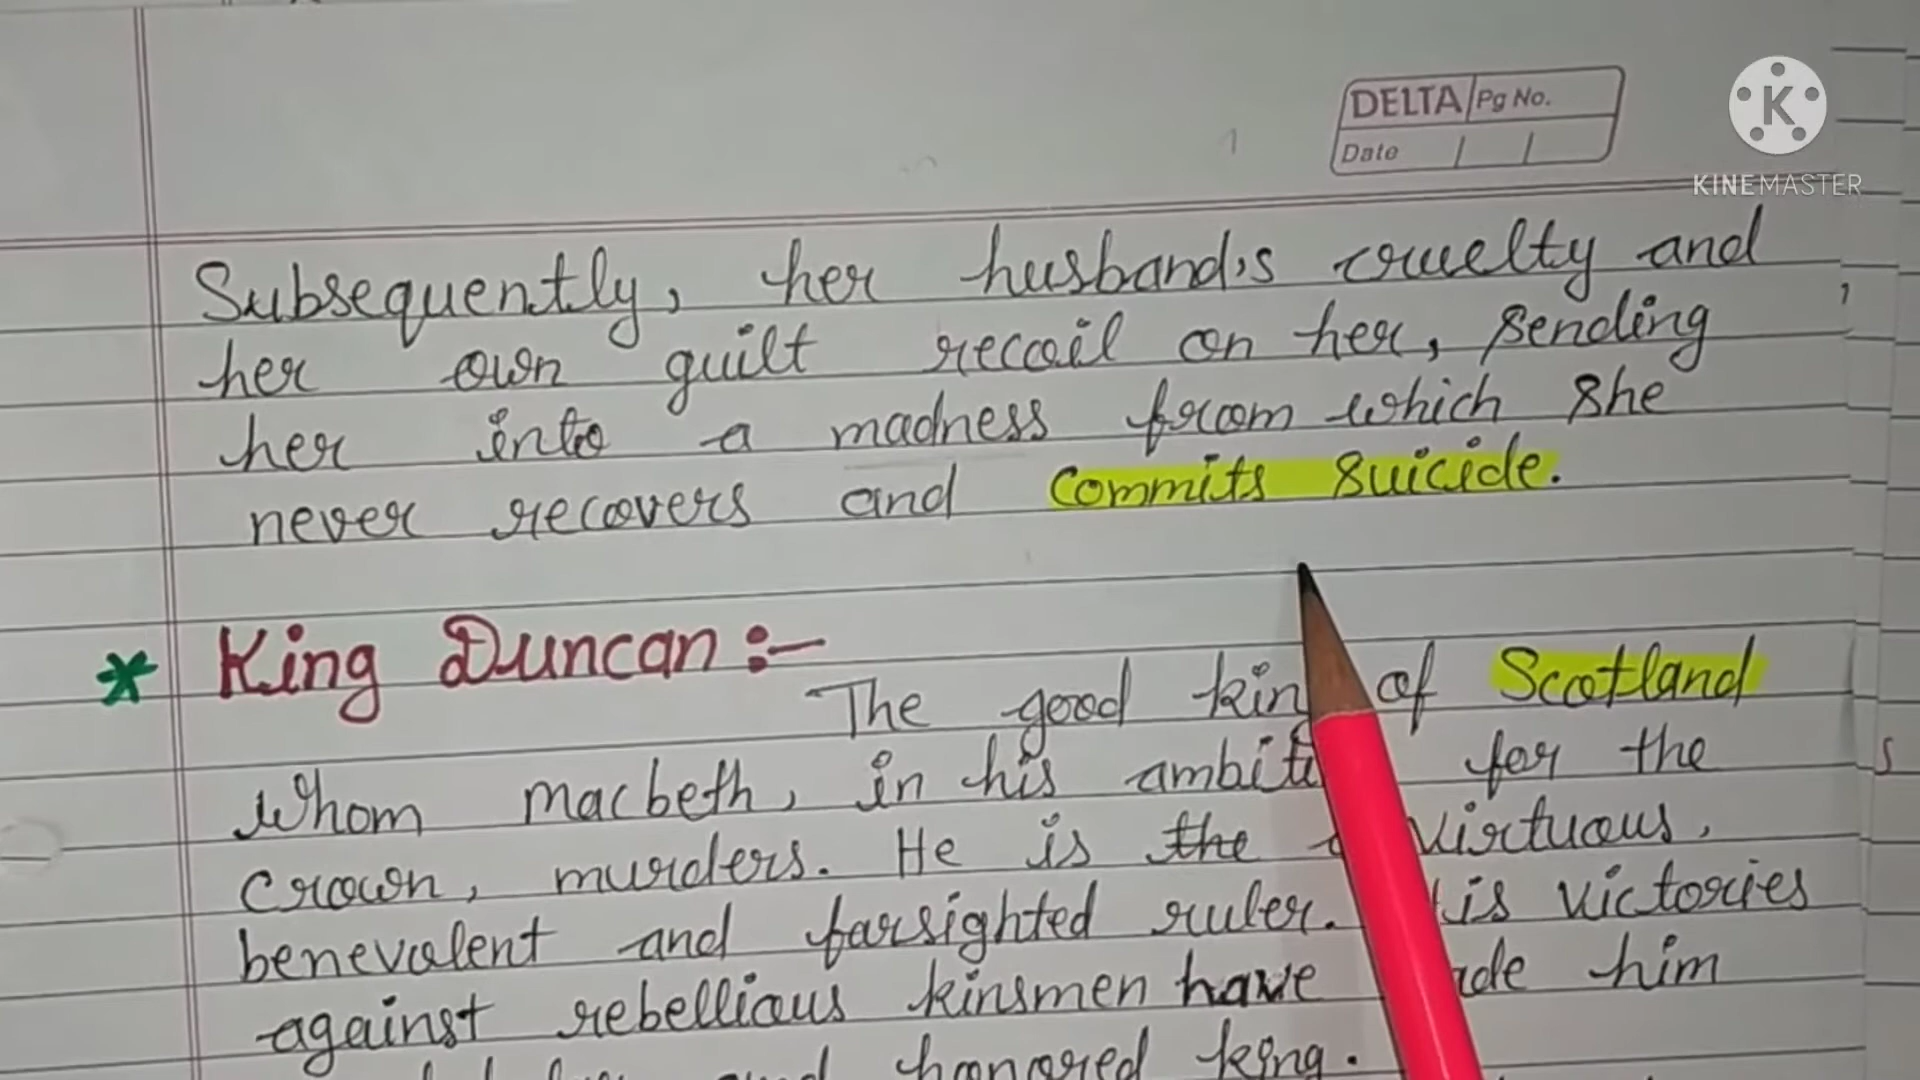 DELTA Pg No.
Date
K
KINEMASTER
Subsequently, her husband's cruelty and
her own guilt recoil on her, sending
her into a madness from which she
never recovers and commits suicide.
* King Duncan :-
The good kin of Scotland
whom macbeth, in his ambiti for the
crown, murders. He is the virtuous,
benevolent and farsighted ruler. His victories
against rebellious kinsmen have ade him
honored king.